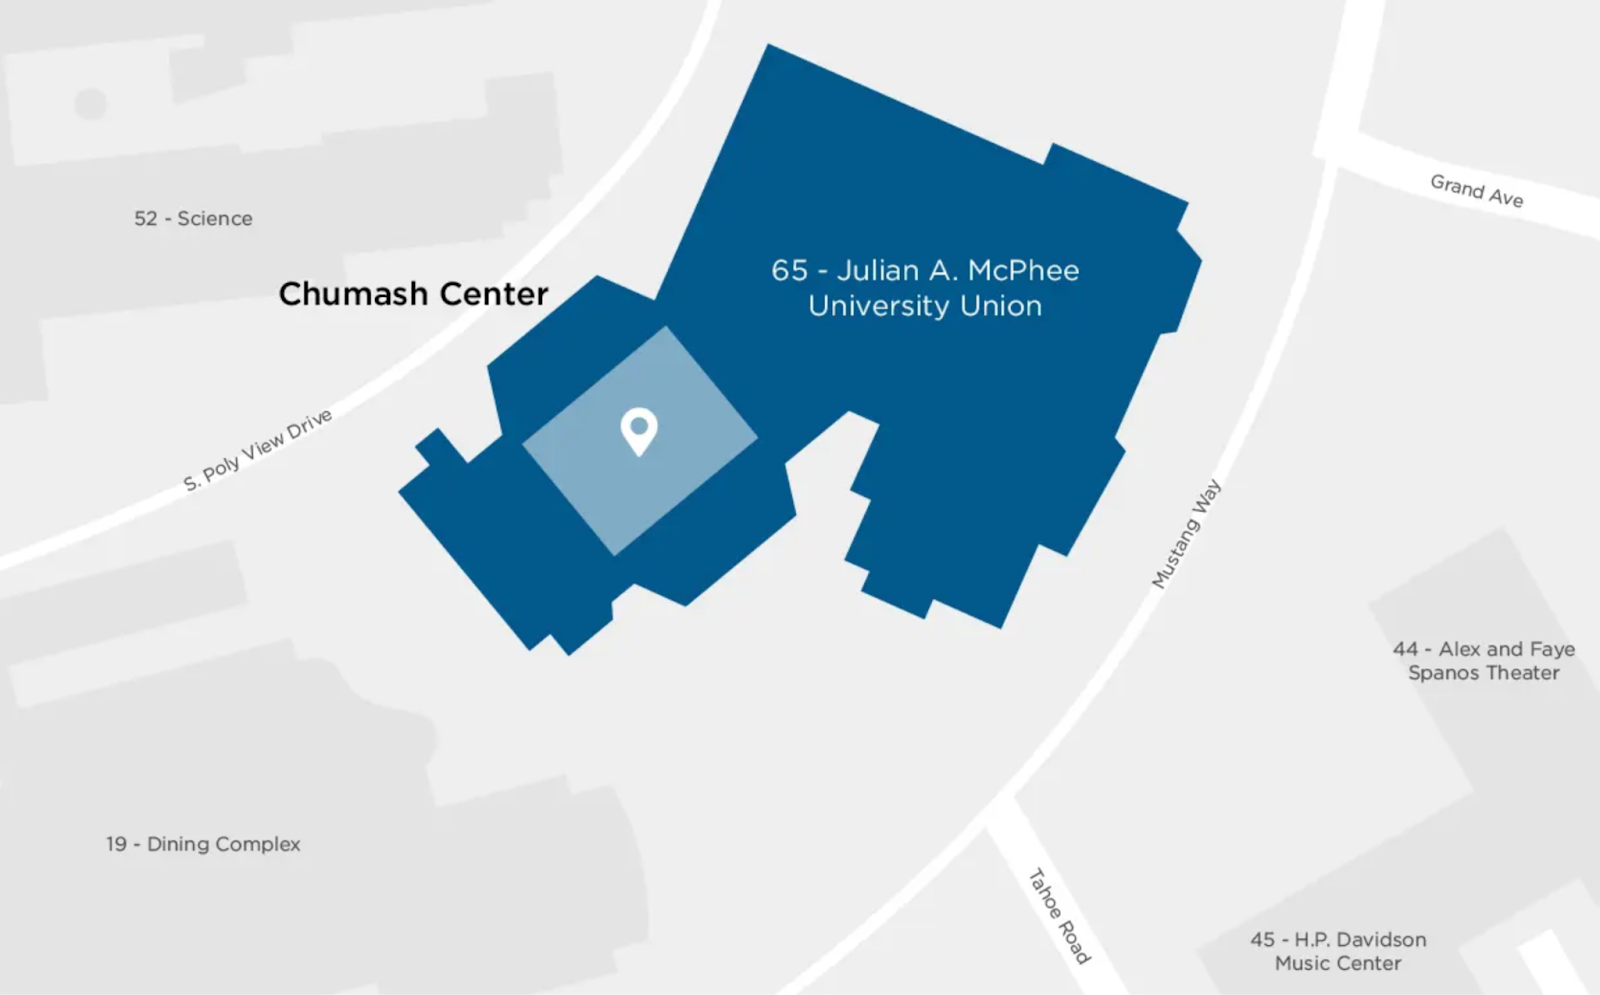 Grand Ave
52 - Science
65 - Julian A. McPhee
University Union
Chumash Center
S. Poly View Drive
Mustang Way
44 - Alex and Faye
Spanos Theater
19 - Dining Complex
Tahoe Road
45 - H.P. Davidson
Music Center